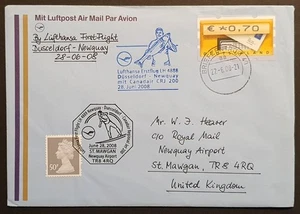 Mit Luftpost Air Mail Par Avion
By Lufthansa First Flight
Dusseldorf - Newquay
28-06-08
Lufthansa Erstflug LH 4888
Düsseldorf - Newquay
mit Canadair CRJ 200
28. Juni 2008
€ * 0,70
June 28, 2008
ST. MAWGAN
Newquay Airport
TR8 4RQ
50P
Mr. W. J. Hearer
C/O Royal Mail
Newquay Airport
St. Mawgan, TR8 4RQ
United Kingdom